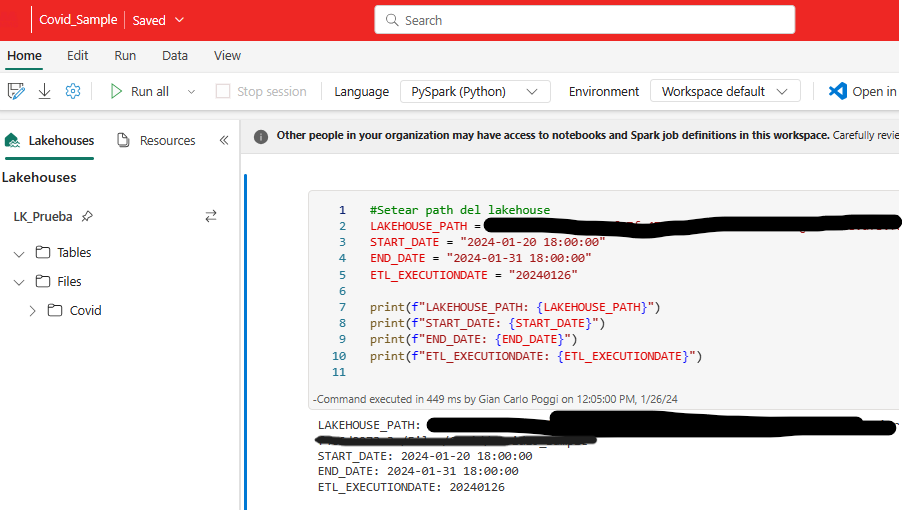 Covid_Sample Saved
Search
Home Edit Run Data View
Run all Stop session Language PySpark (Python) Environment Workspace default Open in
Lakehouses Resources
Other people in your organization may have access to notebooks and Spark job definitions in this workspace. Carefully revie
Lakehouses
LK_Prueba
Tables
Files
Covid
1 #Setear path del lakehouse
2 LAKEHOUSE_PATH =
3 START_DATE = "2024-01-20 18:00:00"
4 END_DATE = "2024-01-31 18:00:00"
5 ETL_EXECUTIONDATE = "20240126"
6
7 print(f"LAKEHOUSE_PATH: {LAKEHOUSE_PATH}")
8 print(f"START_DATE: {START_DATE}")
9 print(f"END_DATE: {END_DATE}")
10 print(f"ETL_EXECUTIONDATE: {ETL_EXECUTIONDATE}")
11
-Command executed in 449 ms by Gian Carlo Poggi on 12:05:00 PM, 1/26/24
LAKEHOUSE_PATH:
START_DATE: 2024-01-20 18:00:00
END_DATE: 2024-01-31 18:00:00
ETL_EXECUTIONDATE: 20240126